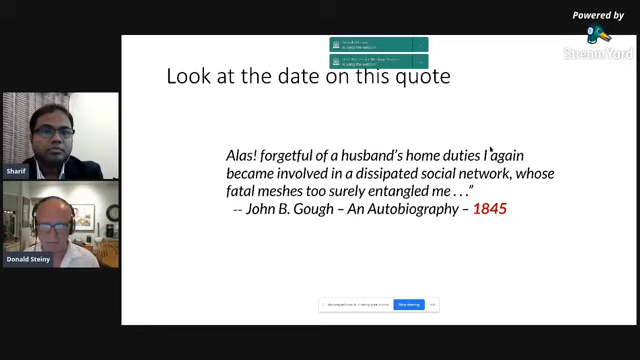 Powered by
StreamYard
Look at the date on this quote
Alas! forgetful of a husband's home duties I again
became involved in a dissipated social network, whose
fatal meshes too surely entangled me . . ."
-- John B. Gough – An Autobiography – 1845
Sharif
Donald Steiny
Stop sharing